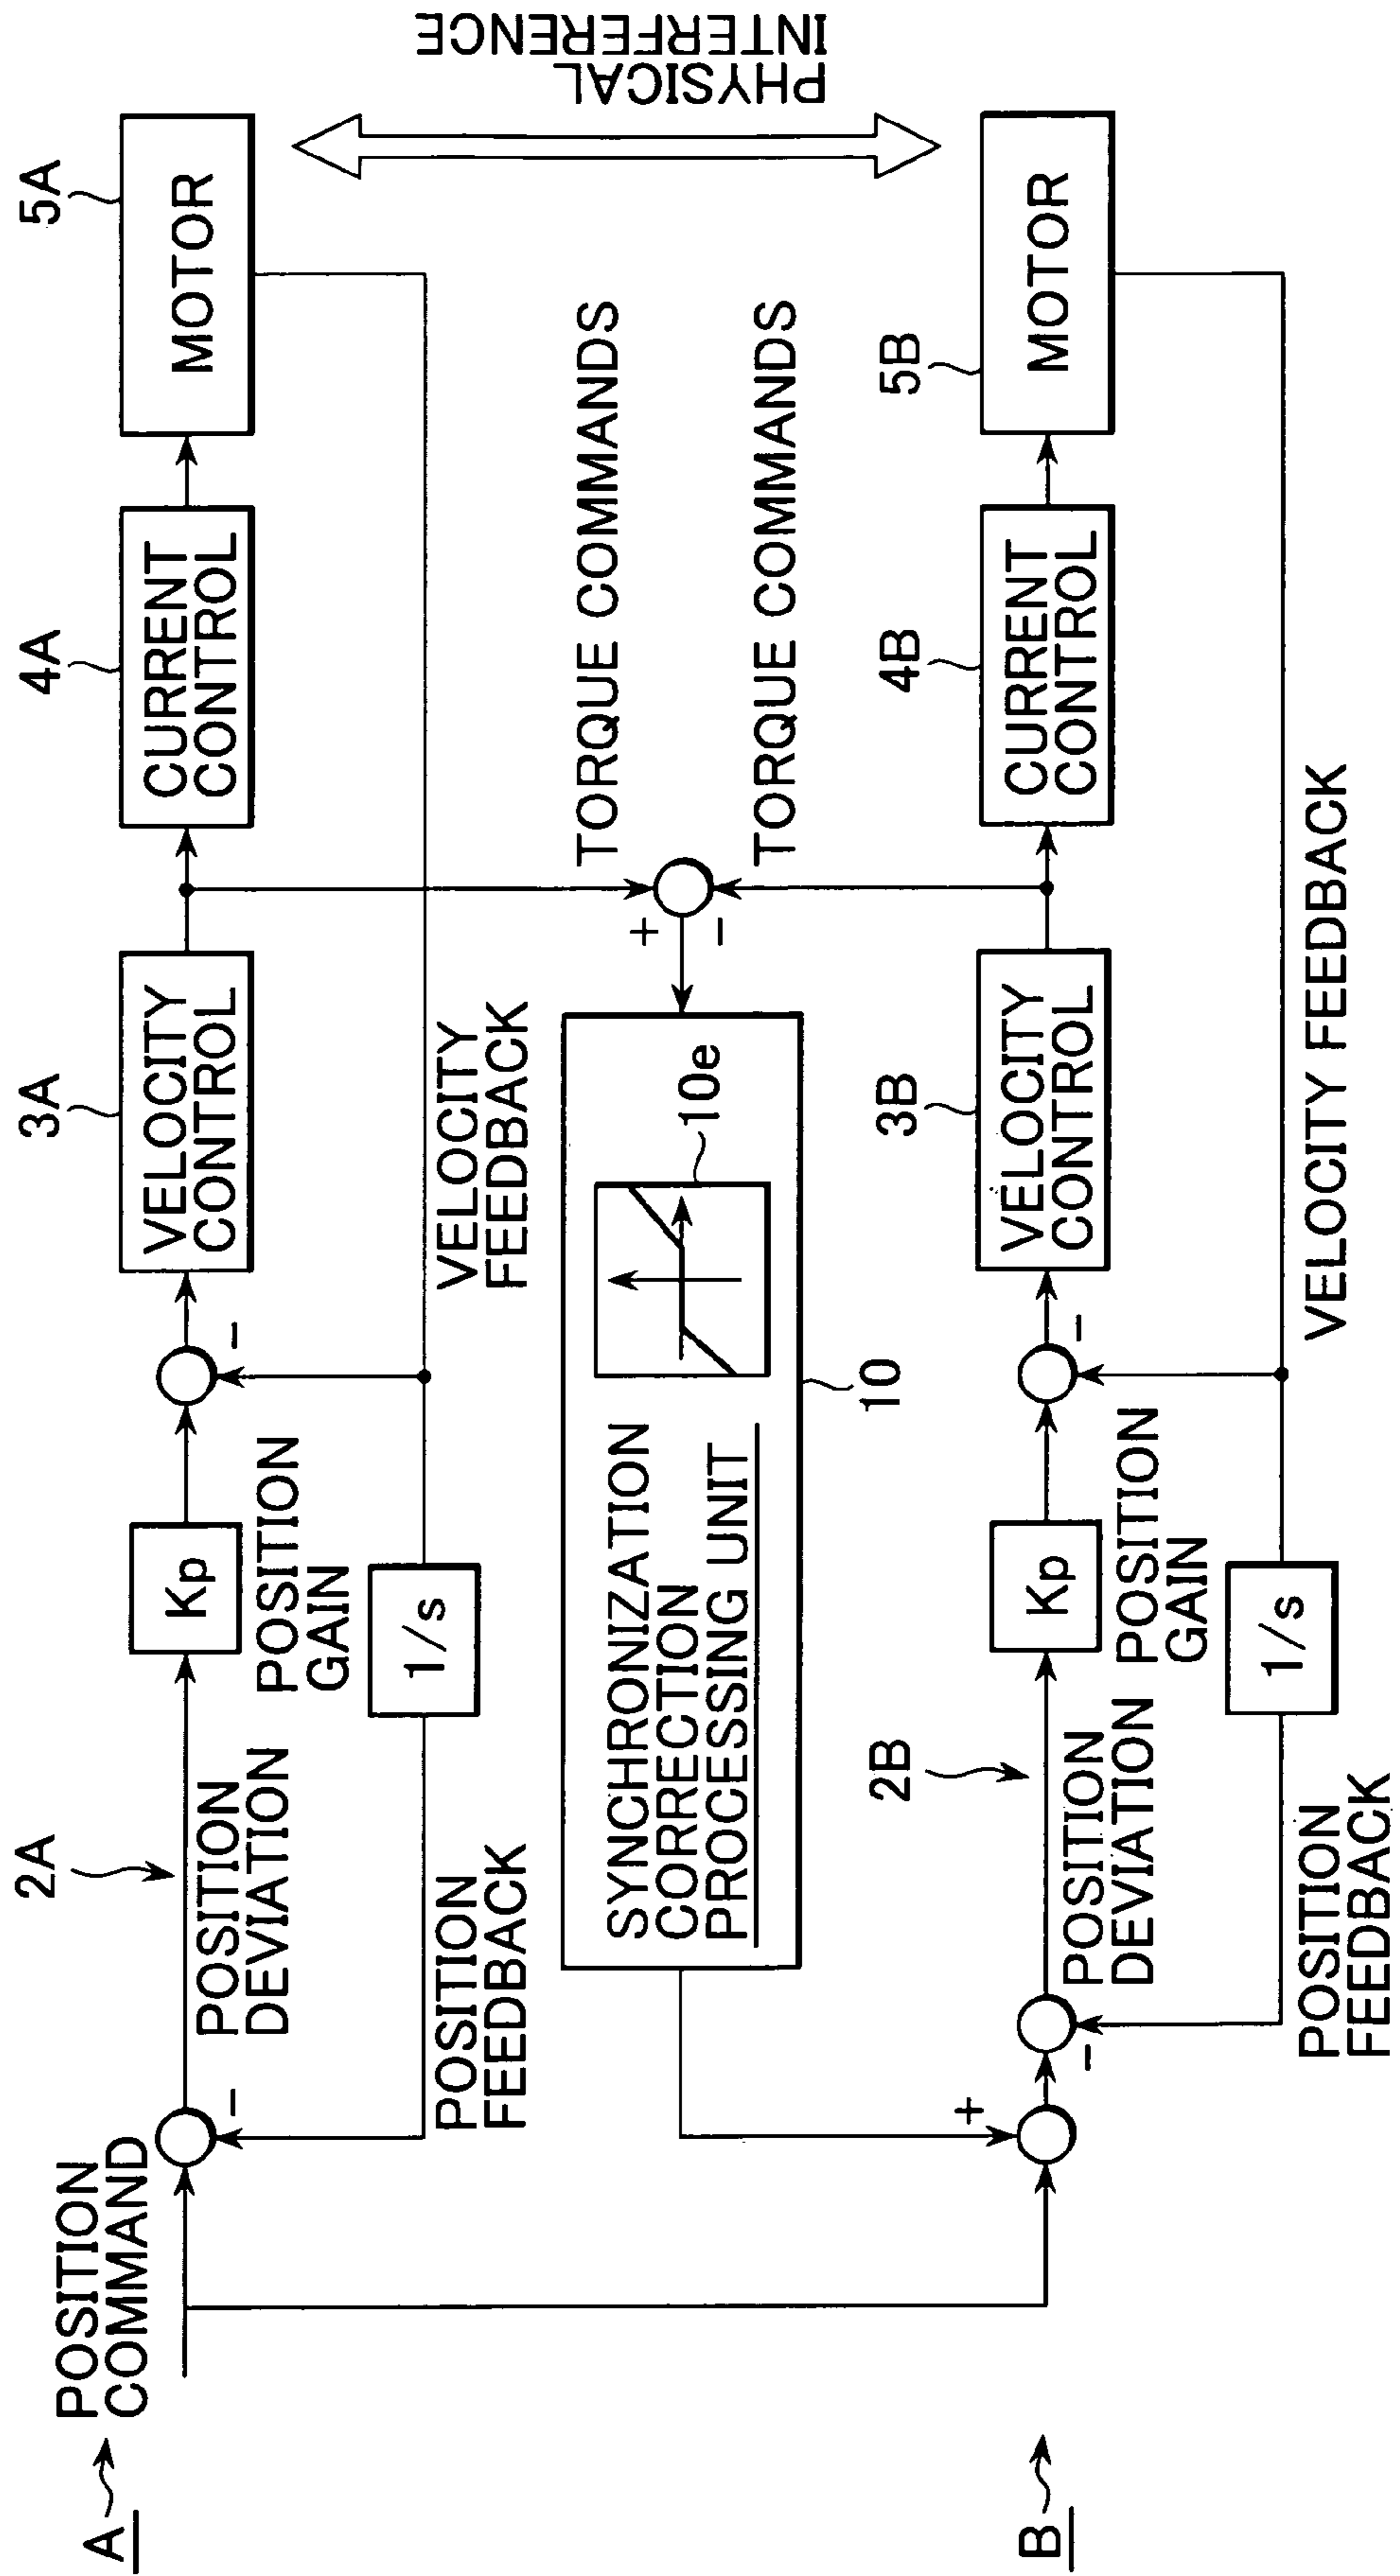 A
POSITION
COMMAND
-
2A
POSITION
DEVIATION
Kp
POSITION
GAIN
-
3A
VELOCITY
CONTROL
4A
CURRENT
CONTROL
5A
MOTOR
1/s
POSITION
FEEDBACK
VELOCITY
FEEDBACK
PHYSICAL
INTERFERENCE
SYNCHRONIZATION
CORRECTION
PROCESSING UNIT
10e
10
+
-
TORQUE COMMANDS
TORQUE COMMANDS
B
+
-
2B
POSITION
DEVIATION
Kp
POSITION
GAIN
-
3B
VELOCITY
CONTROL
4B
CURRENT
CONTROL
5B
MOTOR
1/s
POSITION
FEEDBACK
VELOCITY FEEDBACK